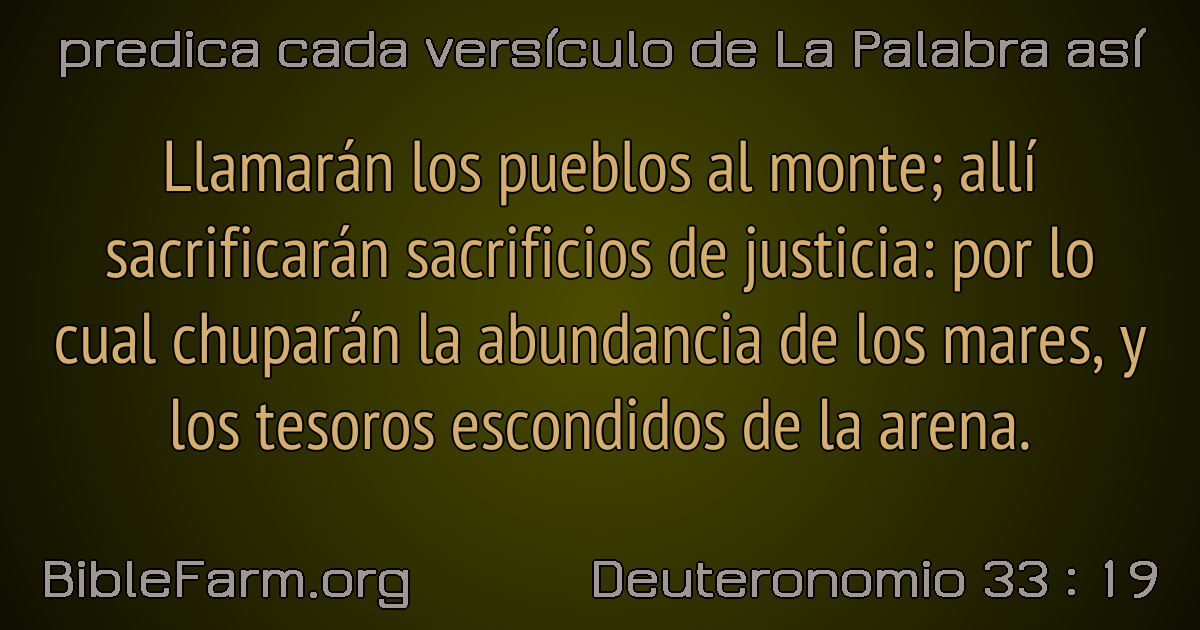 predica cada versículo de La Palabra así
Llamarán los pueblos al monte; allí
sacrificarán sacrificios de justicia: por lo
cual chuparán la abundancia de los mares, y
los tesoros escondidos de la arena.
BibleFarm.org Deuteronomio 33 : 19